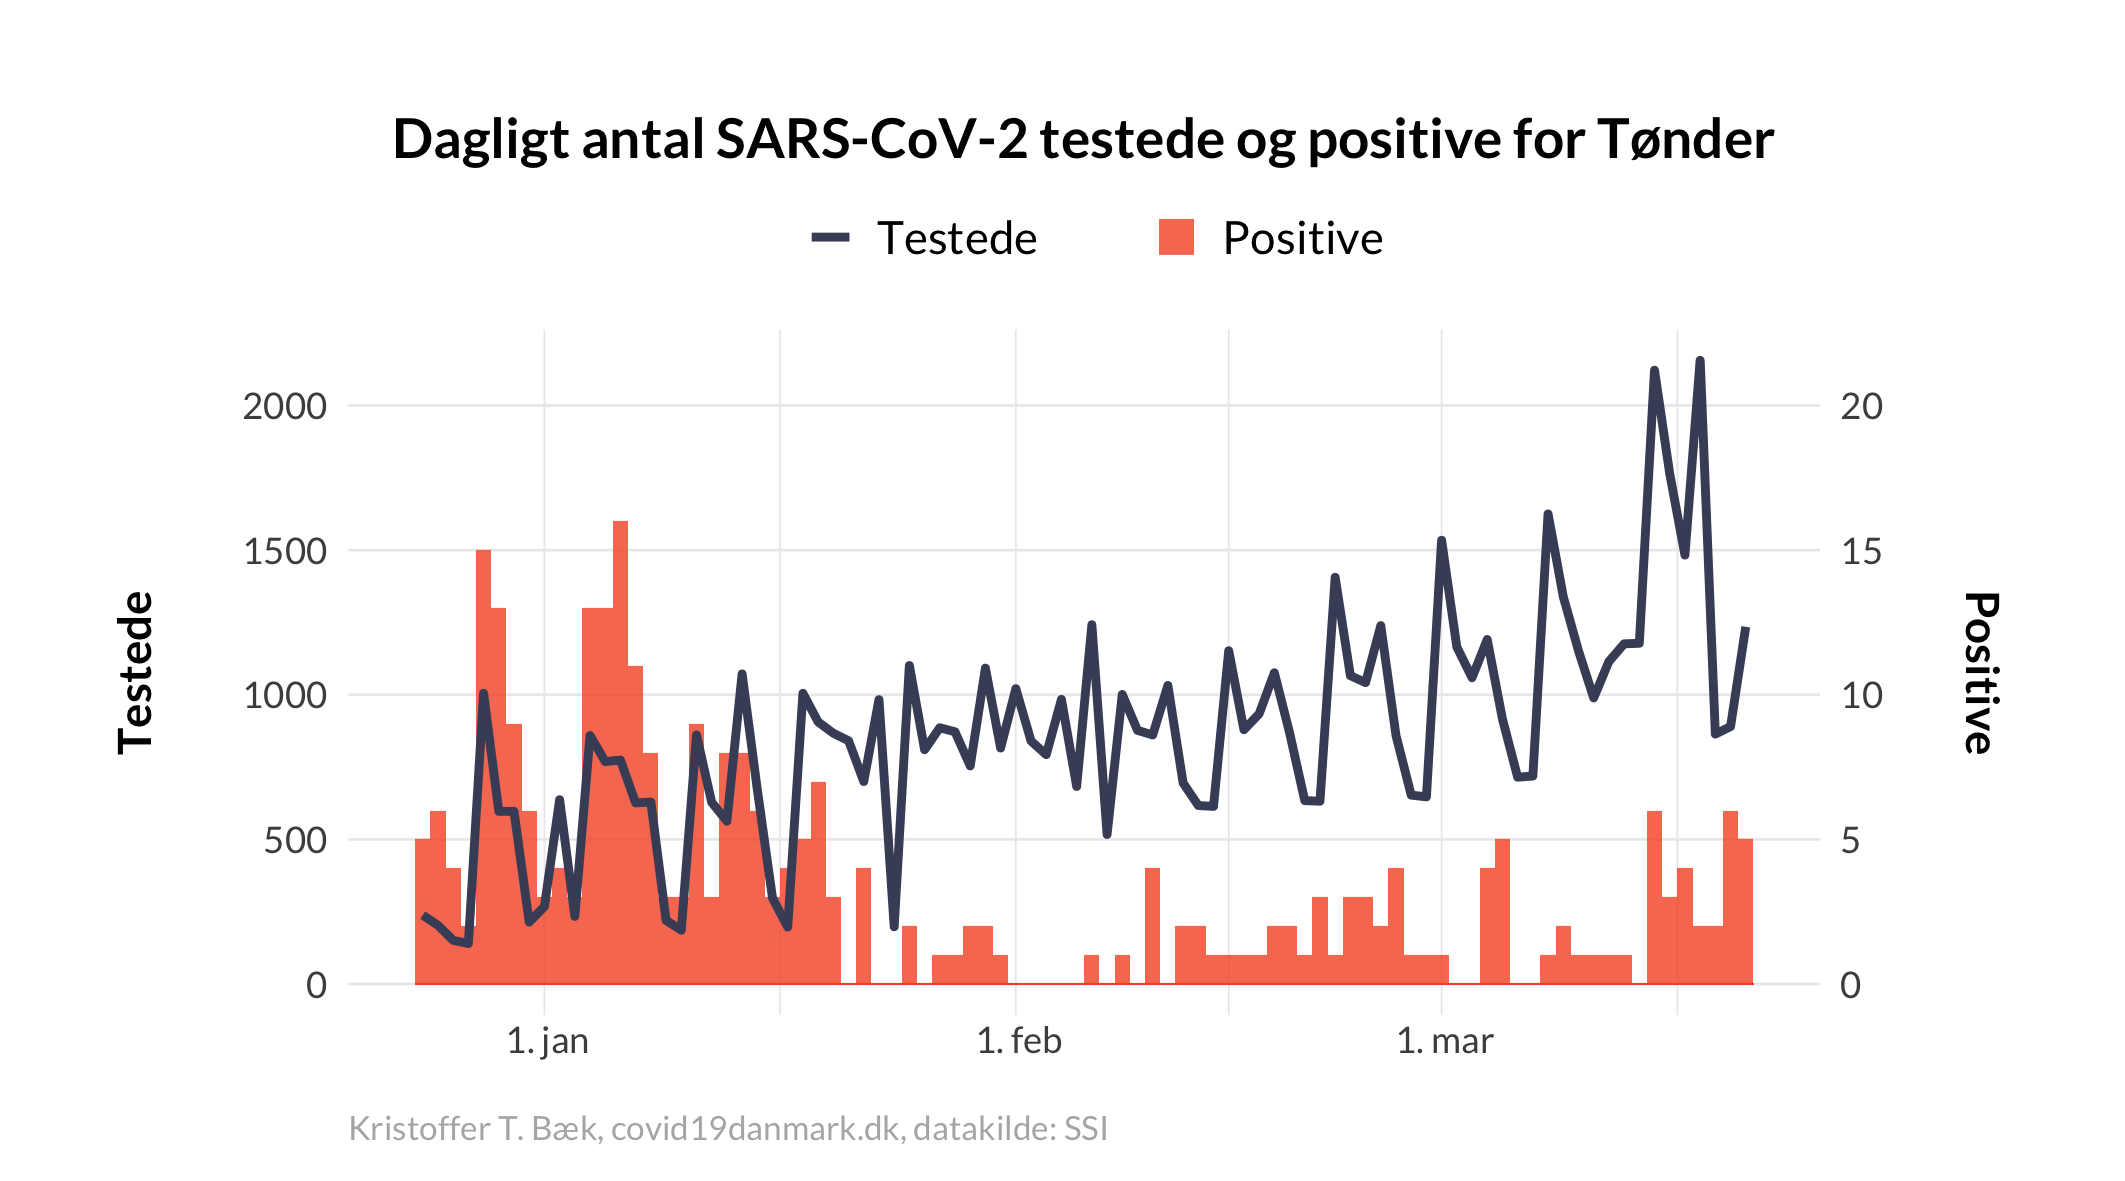 Dagligt antal SARS-CoV-2 testede og positive for Tønder
Testede
Positive
2000
1500
1000
500
0
Testede
20
15
10
5
0
Positive
1. jan
1. feb
1. mar
Kristoffer T. Bæk, covid19danmark.dk, datakilde: SSI